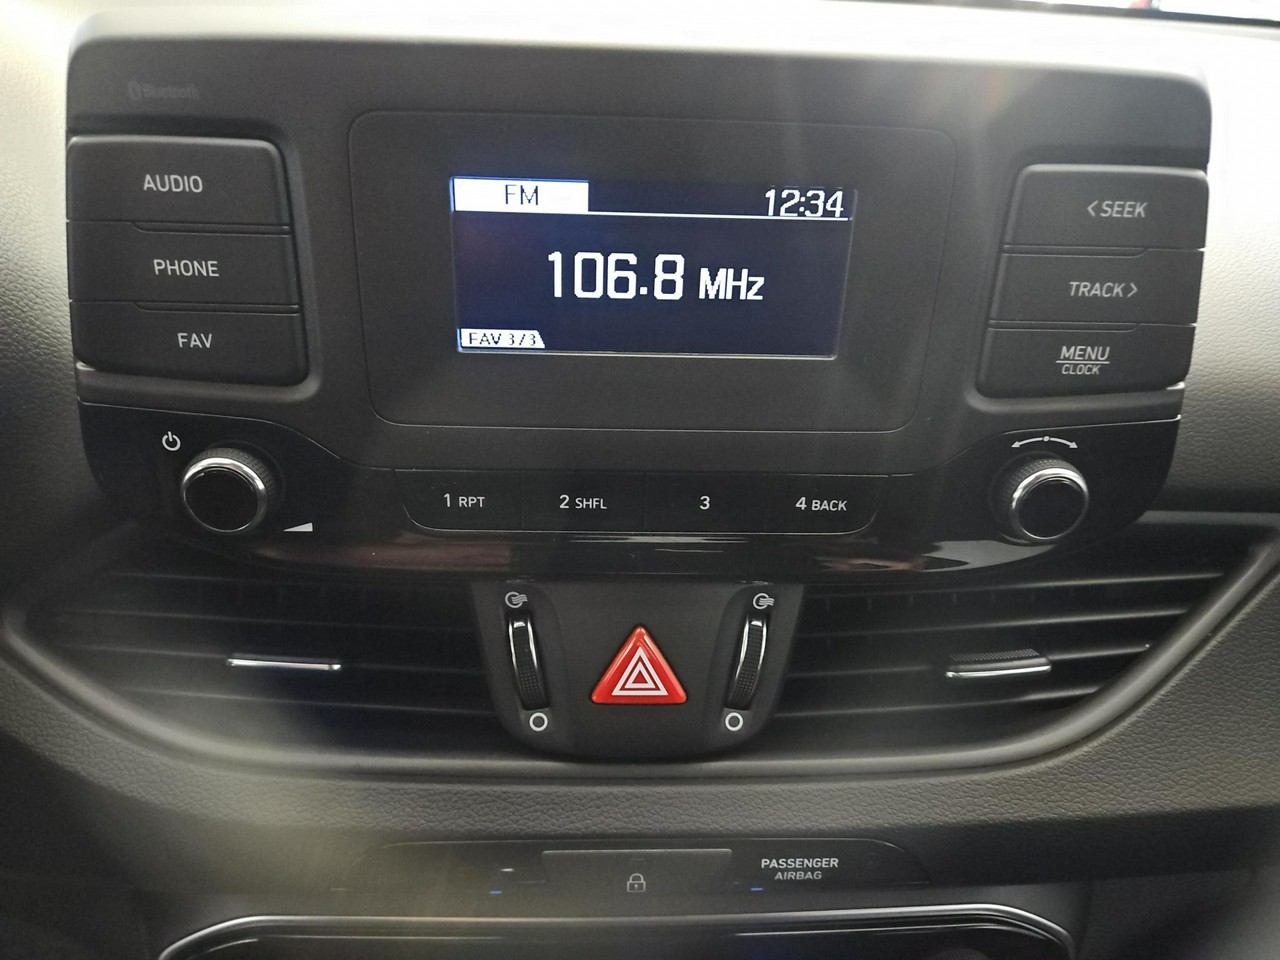 Bluetooth
AUDIO
PHONE
FAV
FM 12:34
106.8 MHz
FAV 3/3
< SEEK
TRACK >
MENU
CLOCK
1 RPT
2 SHFL
3
4 BACK
PASSENGER
AIRBAG